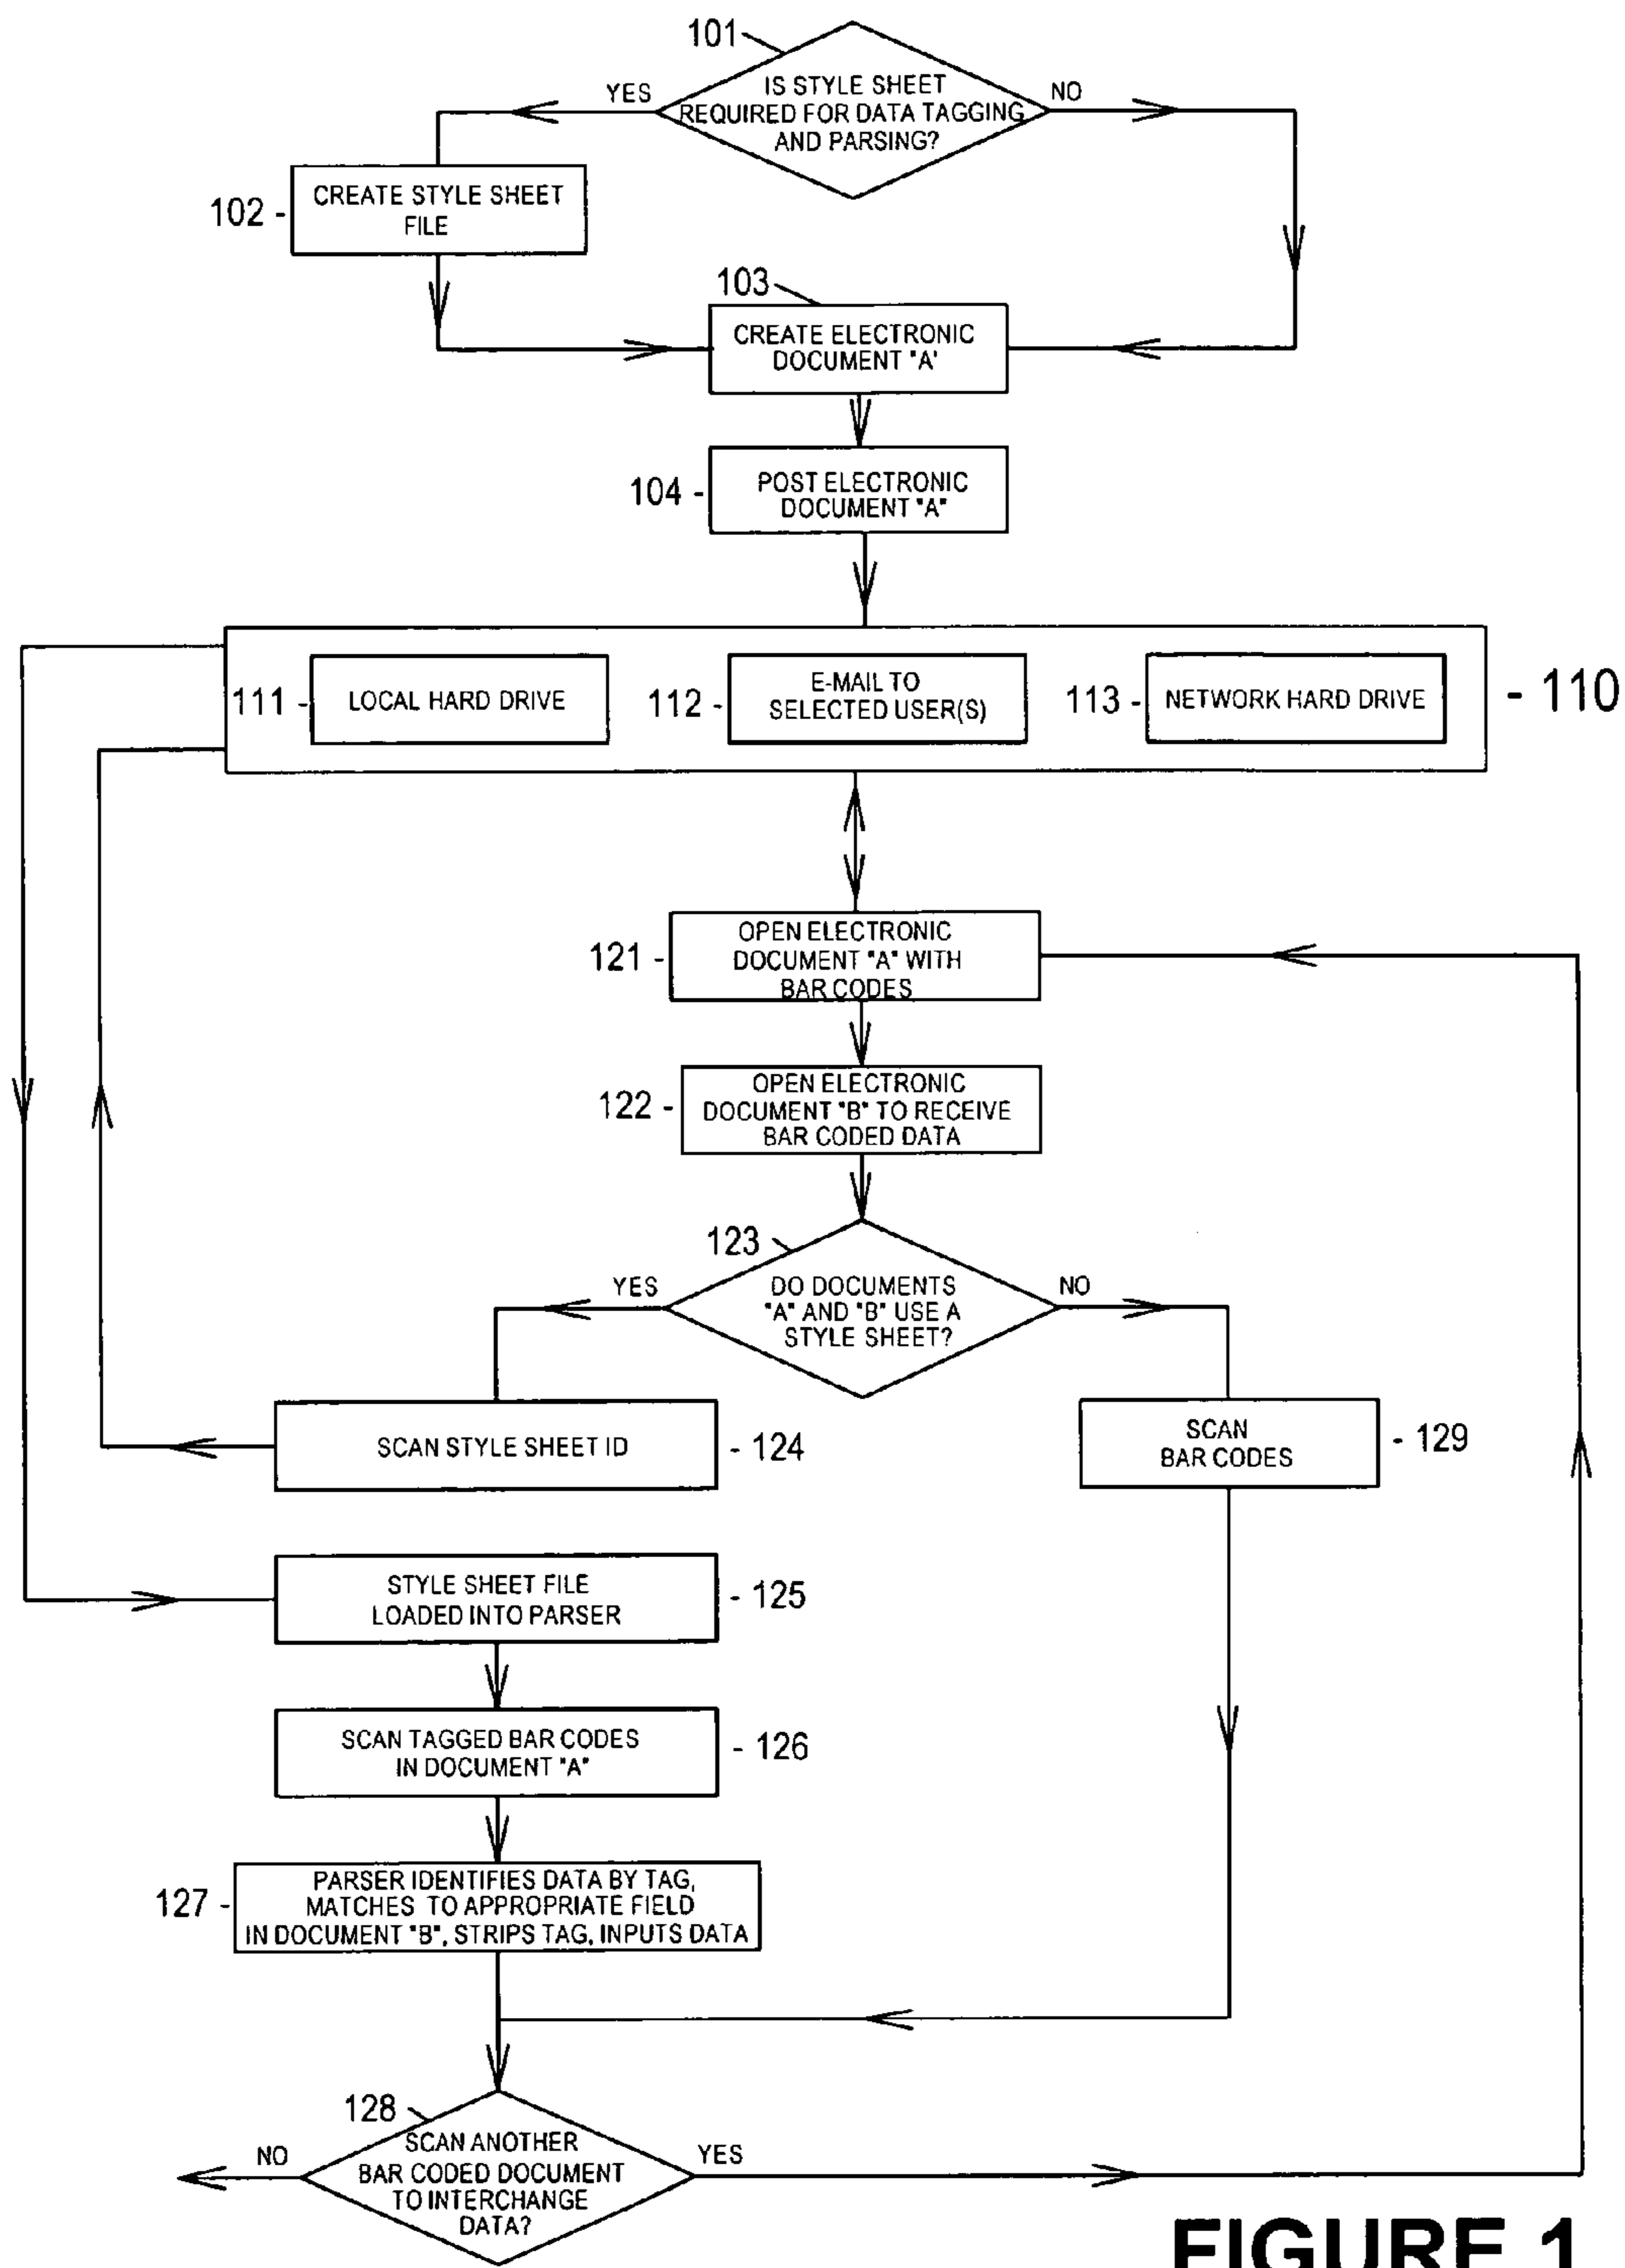 101
IS STYLE SHEET
REQUIRED FOR DATA TAGGING
AND PARSING?
YES
NO
102 -
CREATE STYLE SHEET
FILE
103
CREATE ELECTRONIC
DOCUMENT "A'
104 -
POST ELECTRONIC
DOCUMENT "A"
111 -
LOCAL HARD DRIVE
112 -
E-MAIL TO
SELECTED USER(S)
113 -
NETWORK HARD DRIVE
- 110
121 -
OPEN ELECTRONIC
DOCUMENT "A" WITH
BAR CODES
122 -
OPEN ELECTRONIC
DOCUMENT "B" TO RECEIVE
BAR CODED DATA
123
YES
DO DOCUMENTS
"A" AND "B" USE A
STYLE SHEET?
NO
SCAN STYLE SHEET ID
- 124
SCAN
BAR CODES
- 129
STYLE SHEET FILE
LOADED INTO PARSER
- 125
SCAN TAGGED BAR CODES
IN DOCUMENT "A"
- 126
127 -
PARSER IDENTIFIES DATA BY TAG,
MATCHES TO APPROPRIATE FIELD
IN DOCUMENT "B", STRIPS TAG, INPUTS DATA
128
NO
SCAN ANOTHER
BAR CODED DOCUMENT
TO INTERCHANGE
DATA?
YES
FIGURE 1